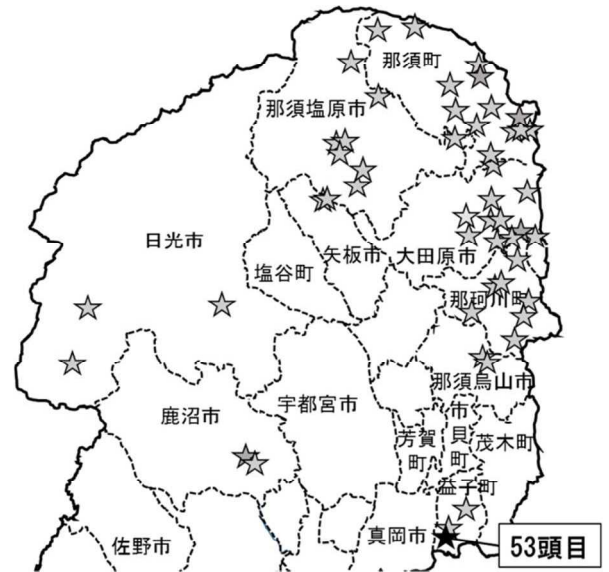 那須町
那須塩原市
日光市
矢板市
大田原市
塩谷町
那珂川町
那須烏山市
鹿沼市
宇都宮市
市貝町
芳賀町
茂木町
益子町
佐野市
真岡市
53頭目